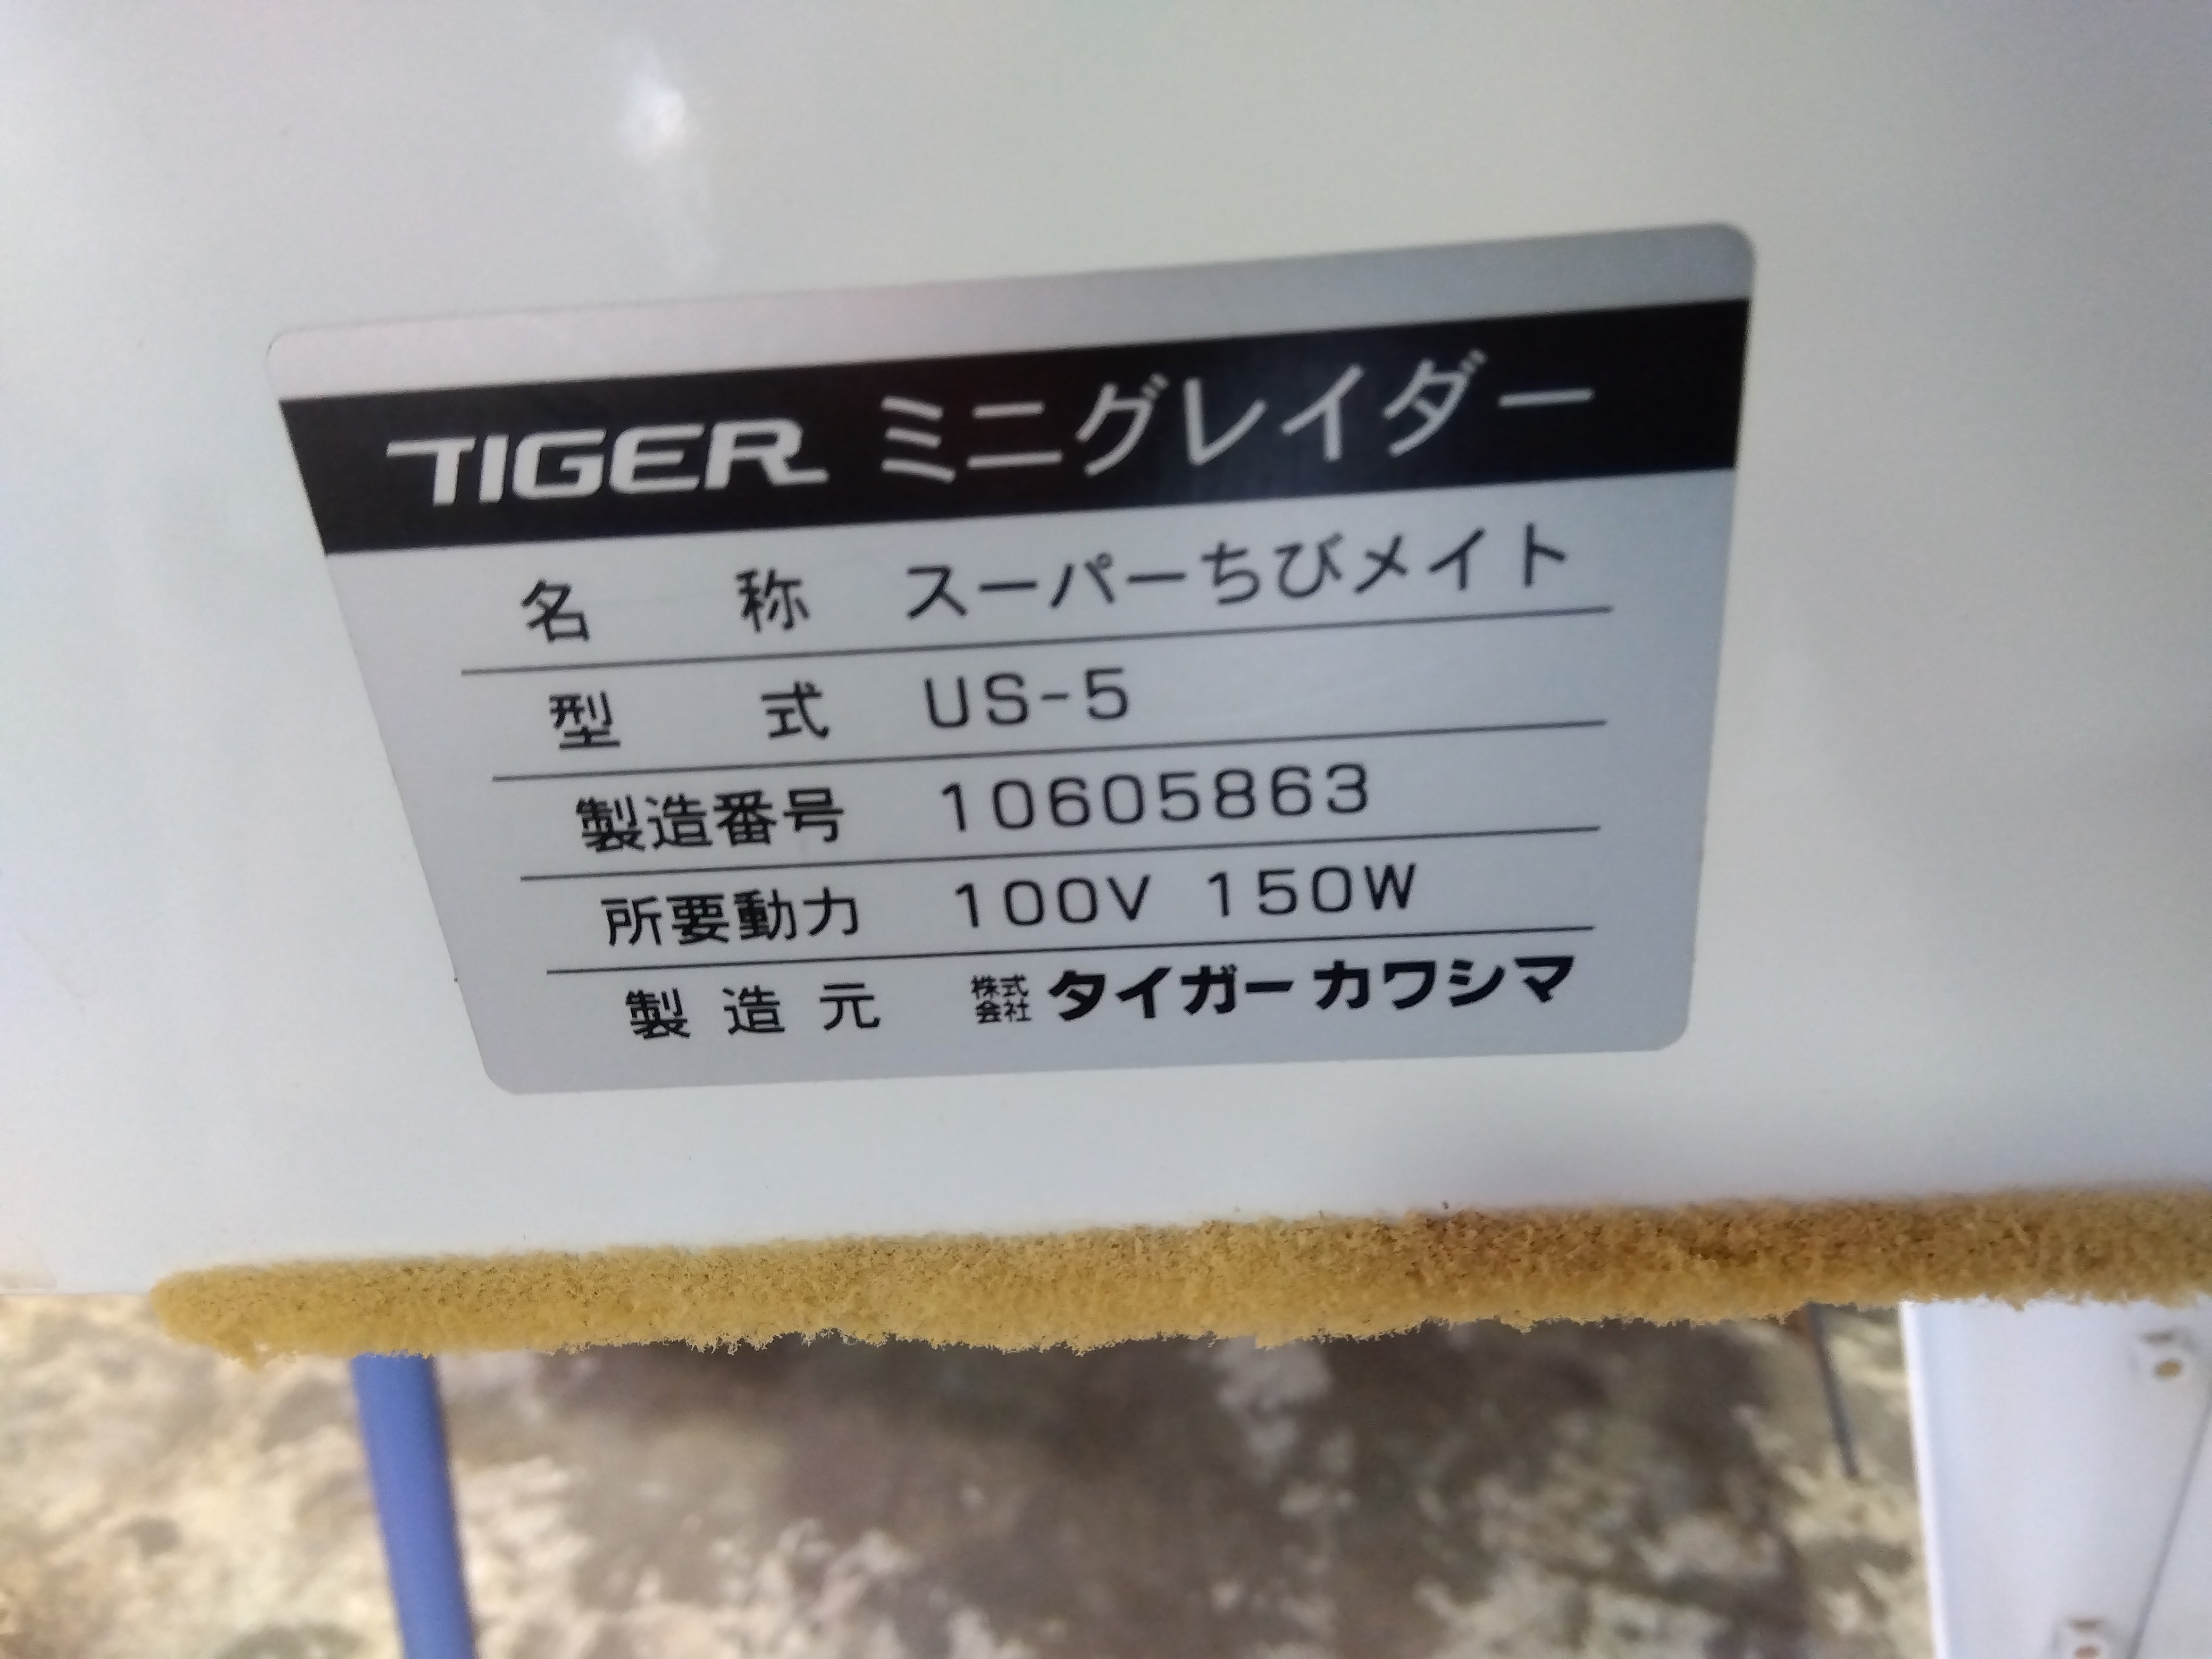 TIGER ミニグレイダー
名称 スーパーちびメイト
型式 US-5
製造番号 10605863
所要動力 100V 150W
製造元 株式会社 タイガーカワシマ